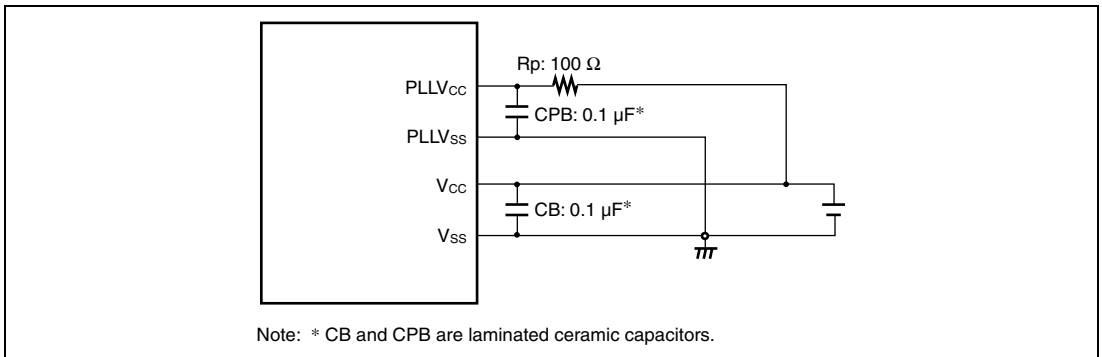 Rp: 100 Ω
PLLVCC
CPB: 0.1 µF*
PLLVSS
VCC
CB: 0.1 µF*
VSS
Note: * CB and CPB are laminated ceramic capacitors.